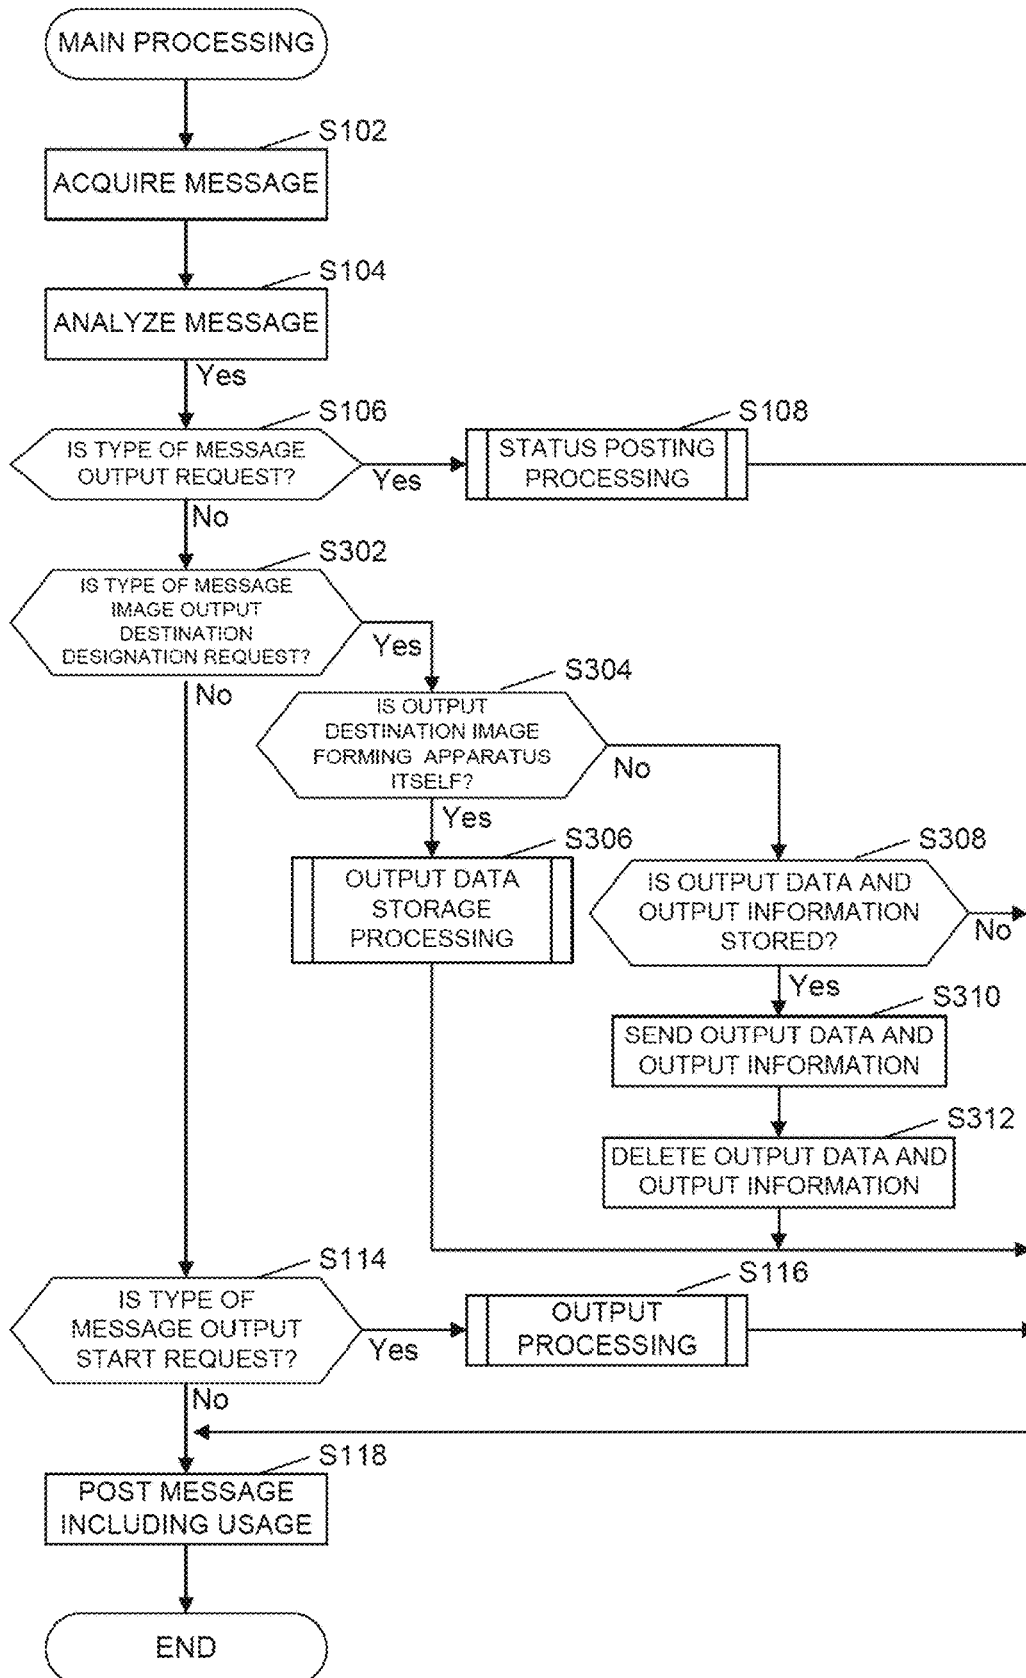 MAIN PROCESSING
S102
ACQUIRE MESSAGE
S104
ANALYZE MESSAGE
Yes
S106
IS TYPE OF MESSAGE
OUTPUT REQUEST?
Yes
S108
STATUS POSTING
PROCESSING
No
S302
IS TYPE OF MESSAGE
IMAGE OUTPUT
DESTINATION
DESIGNATION REQUEST?
Yes
No
S304
IS OUTPUT
DESTINATION IMAGE
FORMING APPARATUS
ITSELF?
No
Yes
S306
OUTPUT DATA
STORAGE
PROCESSING
S308
IS OUTPUT DATA AND
OUTPUT INFORMATION
STORED?
No
Yes
S310
SEND OUTPUT DATA AND
OUTPUT INFORMATION
S312
DELETE OUTPUT DATA AND
OUTPUT INFORMATION
S114
IS TYPE OF
MESSAGE OUTPUT
START REQUEST?
Yes
S116
OUTPUT
PROCESSING
No
S118
POST MESSAGE
INCLUDING USAGE
END